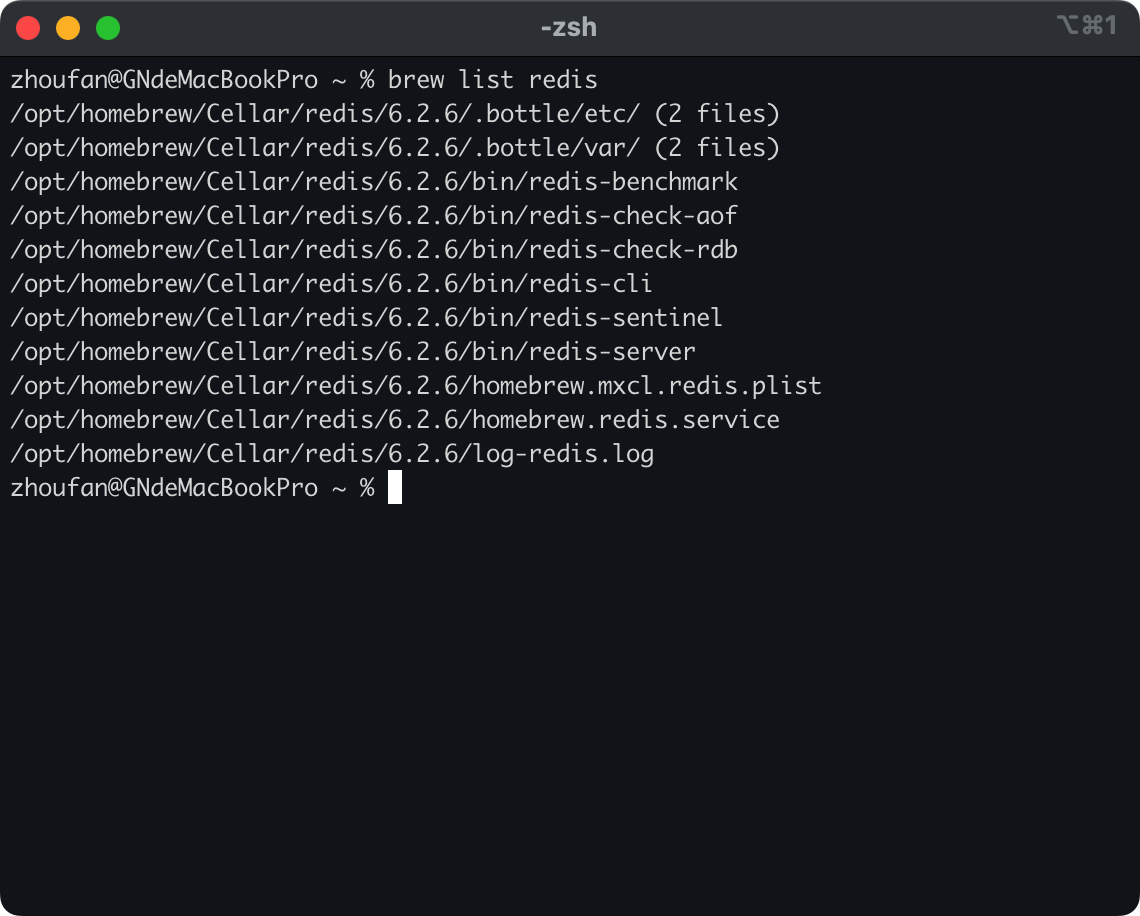 -zsh
⌥⌘1
zhoufan@GNdeMacBookPro ~ % brew list redis
/opt/homebrew/Cellar/redis/6.2.6/.bottle/etc/ (2 files)
/opt/homebrew/Cellar/redis/6.2.6/.bottle/var/ (2 files)
/opt/homebrew/Cellar/redis/6.2.6/bin/redis-benchmark
/opt/homebrew/Cellar/redis/6.2.6/bin/redis-check-aof
/opt/homebrew/Cellar/redis/6.2.6/bin/redis-check-rdb
/opt/homebrew/Cellar/redis/6.2.6/bin/redis-cli
/opt/homebrew/Cellar/redis/6.2.6/bin/redis-sentinel
/opt/homebrew/Cellar/redis/6.2.6/bin/redis-server
/opt/homebrew/Cellar/redis/6.2.6/homebrew.mxcl.redis.plist
/opt/homebrew/Cellar/redis/6.2.6/homebrew.redis.service
/opt/homebrew/Cellar/redis/6.2.6/log-redis.log
zhoufan@GNdeMacBookPro ~ %